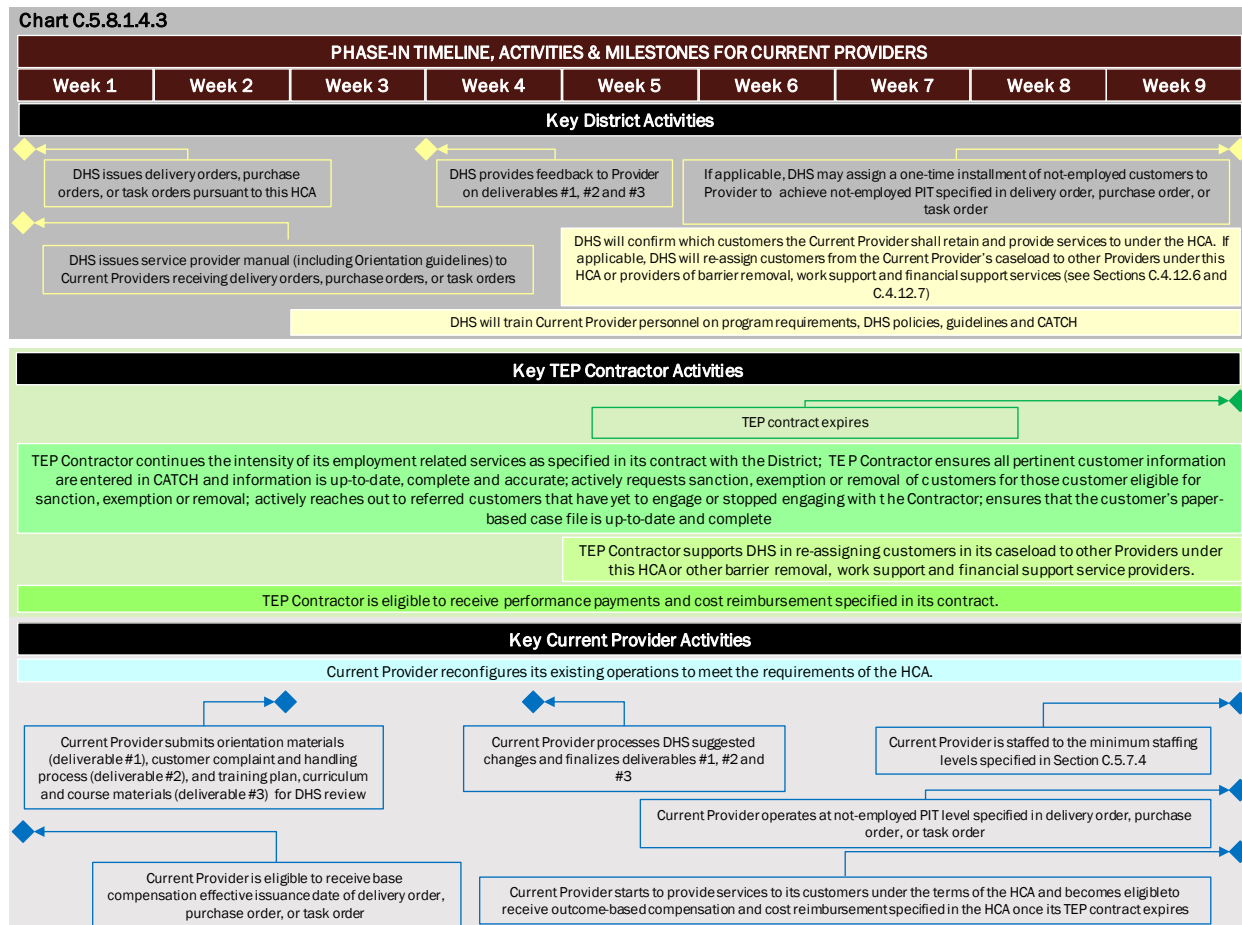 Chart C.5.8.1.4.3
PHASE-IN TIMELINE, ACTIVITIES & MILESTONES FOR CURRENT PROVIDERS
Week 1 Week 2 Week 3 Week 4 Week 5 Week 6 Week 7 Week 8 Week 9
Key District Activities
DHS issues delivery orders, purchase
orders, or task orders pursuant to this HCA
DHS provides feedback to Provider
on deliverables #1, #2 and #3
If applicable, DHS may assign a one-time installment of not-employed customers to
Provider to achieve not-employed PIT specified in delivery order, purchase order, or
task order
DHS issues service provider manual (including Orientation guidelines) to
Current Providers receiving delivery orders, purchase orders, or task orders
DHS will confirm which customers the Current Provider shall retain and provide services to under the HCA. If
applicable, DHS will re-assign customers from the Current Provider's caseload to other Providers under this
HCA or providers of barrier removal, work support and financial support services (see Sections C.4.12.6 and
C.4.12.7)
DHS will train Current Provider personnel on program requirements, DHS policies, guidelines and CATCH
Key TEP Contractor Activities
TEP contract expires
TEP Contractor continues the intensity of its employment related services as specified in its contract with the District; TEP Contractor ensures all pertinent customer information
are entered in CATCH and information is up-to-date, complete and accurate; actively requests sanction, exemption or removal of customers for those customer eligible for
sanction, exemption or removal; actively reaches out to referred customers that have yet to engage or stopped engaging with the Contractor; ensures that the customer's paper-
based case file is up-to-date and complete
TEP Contractor supports DHS in re-assigning customers in its caseload to other Providers under
this HCA or other barrier removal, work support and financial support service providers.
TEP Contractor is eligible to receive performance payments and cost reimbursement specified in its contract.
Key Current Provider Activities
Current Provider reconfigures its existing operations to meet the requirements of the HCA.
Current Provider submits orientation materials
(deliverable #1), customer complaint and handling
process (deliverable #2), and training plan, curriculum
and course materials (deliverable #3) for DHS review
Current Provider processes DHS suggested
changes and finalizes deliverables #1, #2 and
#3
Current Provider is staffed to the minimum staffing
levels specified in Section C.5.7.4
Current Provider operates at not-employed PIT level specified in delivery order, purchase
order, or task order
Current Provider is eligible to receive base
compensation effective issuance date of delivery order,
purchase order, or task order
Current Provider starts to provide services to its customers under the terms of the HCA and becomes eligible to
receive outcome-based compensation and cost reimbursement specified in the HCA once its TEP contract expires